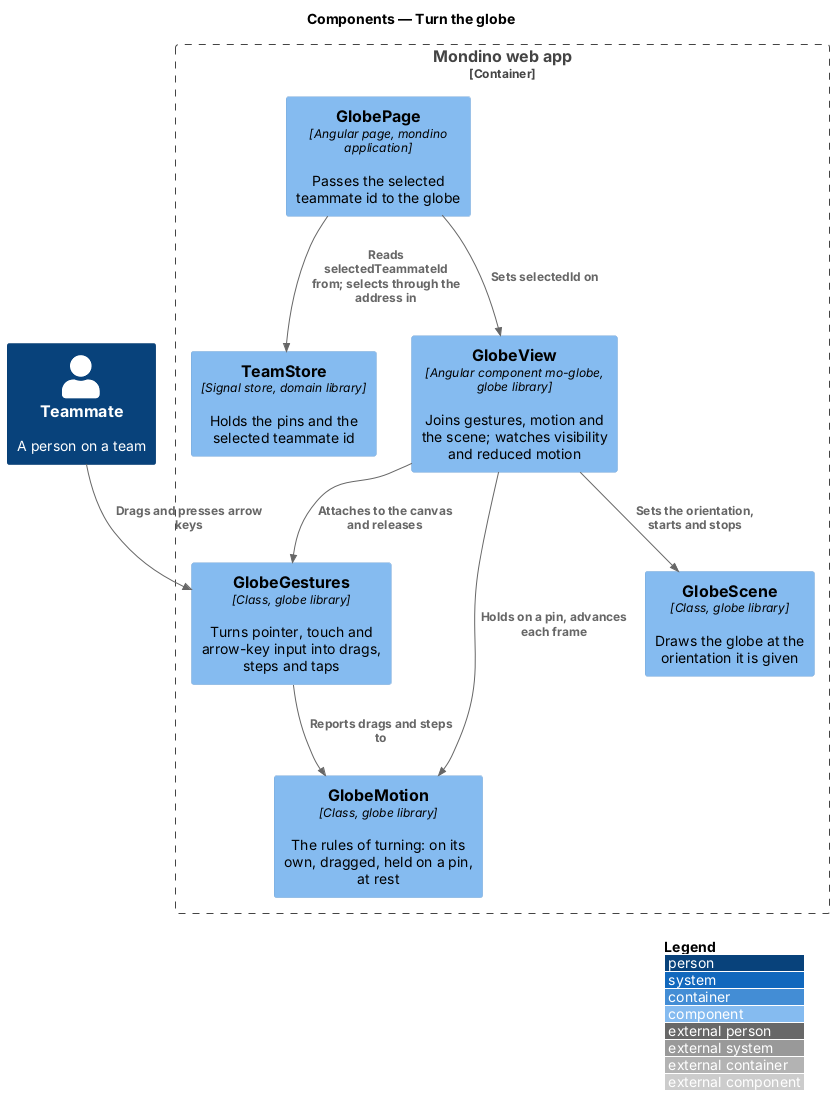 Components — Turn the globe
Mondino web app
[Container]
GlobePage
[Angular page, mondino
application]
Passes the selected
teammate id to the globe
Reads
selectedTeammateId
from; selects through the
address in
Sets selectedId on
Teammate
A person on a team
TeamStore
[Signal store, domain library]
Holds the pins and the
selected teammate id
GlobeView
[Angular component mo-globe,
globe library]
Joins gestures, motion and
the scene; watches visibility
and reduced motion
Drags and presses arrow
keys
Attaches to the canvas
and releases
Sets the orientation,
starts and stops
GlobeGestures
[Class, globe library]
Turns pointer, touch and
arrow-key input into drags,
steps and taps
Holds on a pin, advances
each frame
GlobeScene
[Class, globe library]
Draws the globe at the
orientation it is given
Reports drags and steps
to
GlobeMotion
[Class, globe library]
The rules of turning: on its
own, dragged, held on a pin,
at rest
Legend
person
system
container
component
external person
external system
external container
external component